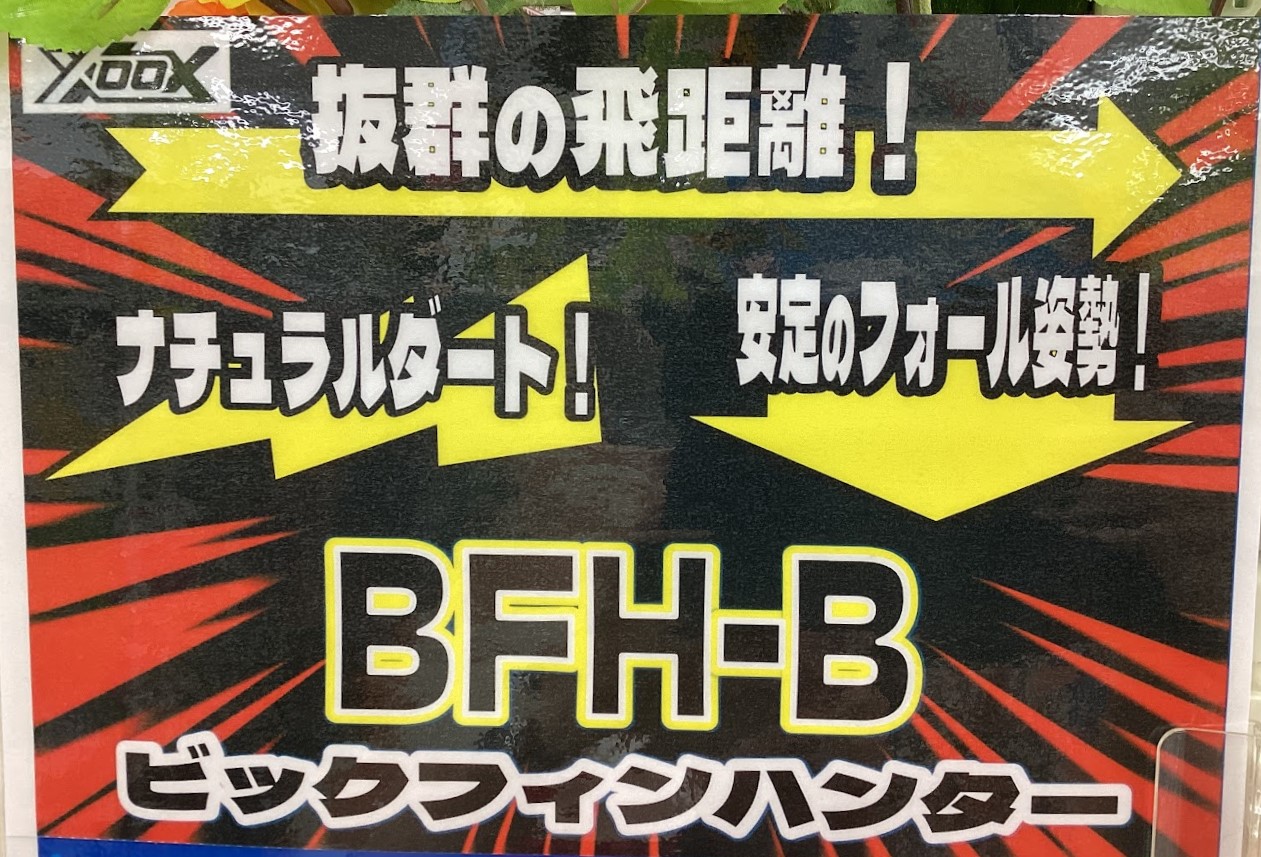 YOOX
抜群の飛距離！
ナチュラルダート！
安定のフォール姿勢！
BFH-B
ビックフィンハンター